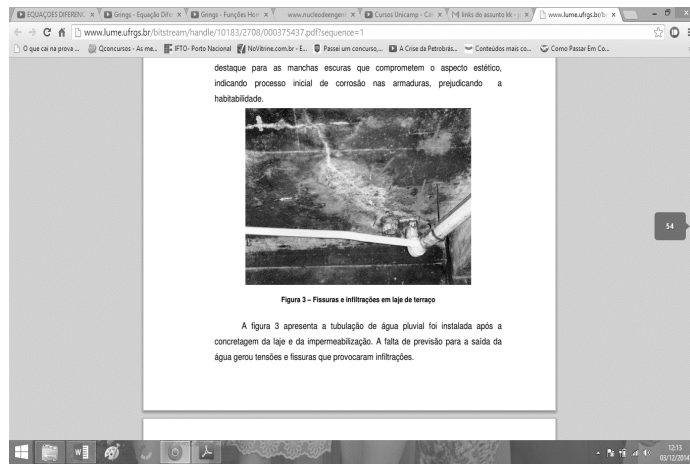 EQUAÇOES DIFERENC
Grings - Equação Difer
Grings - Funções Hom
www.nucleodeengent
Cursos Unicamp - Cál
links do assunto kk - j
www.lume.ufrgs.br/bi
www.lume.ufrgs.br/bitstream/handle/10183/2708/000375437.pdf?sequence=1
O que cai na prova ...
Qconcursos - As me...
IFTO- Porto Nacional
NoVitrine.com.br - E...
Passei um concurso,...
A Crise da Petrobrás...
Conteúdos mais co...
Como Passar Em Co...
destaque para as manchas escuras que comprometem o aspecto estético,
indicando processo inicial de corrosão nas armaduras, prejudicando a
habitabilidade.
Figura 3 – Fissuras e infiltrações em laje de terraço
A figura 3 apresenta a tubulação de água pluvial foi instalada após a
concretagem da laje e da impermeabilização. A falta de previsão para a saída da
água gerou tensões e fissuras que provocaram infiltrações.
54
12:13
03/12/2014